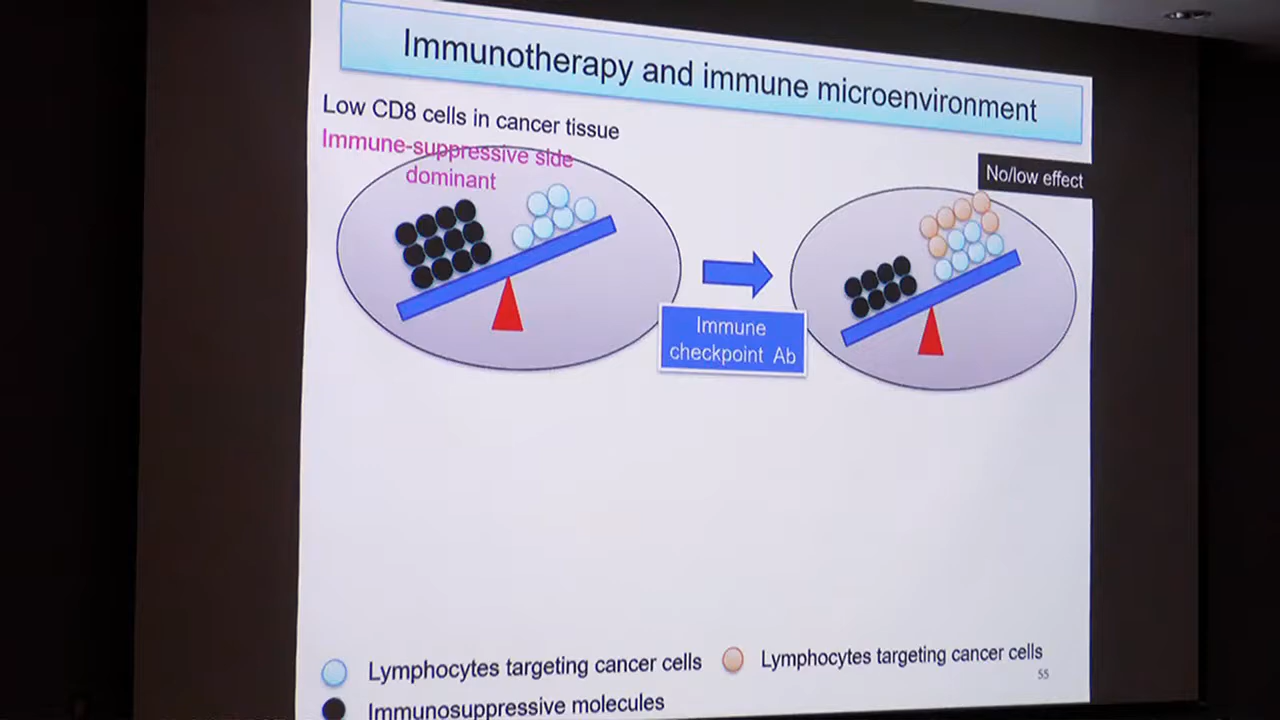 Immunotherapy and immune microenvironment
Low CD8 cells in cancer tissue
Immune-suppressive side
dominant
No/low effect
Immune
checkpoint Ab
Lymphocytes targeting cancer cells
Lymphocytes targeting cancer cells
55
Immunosuppressive molecules